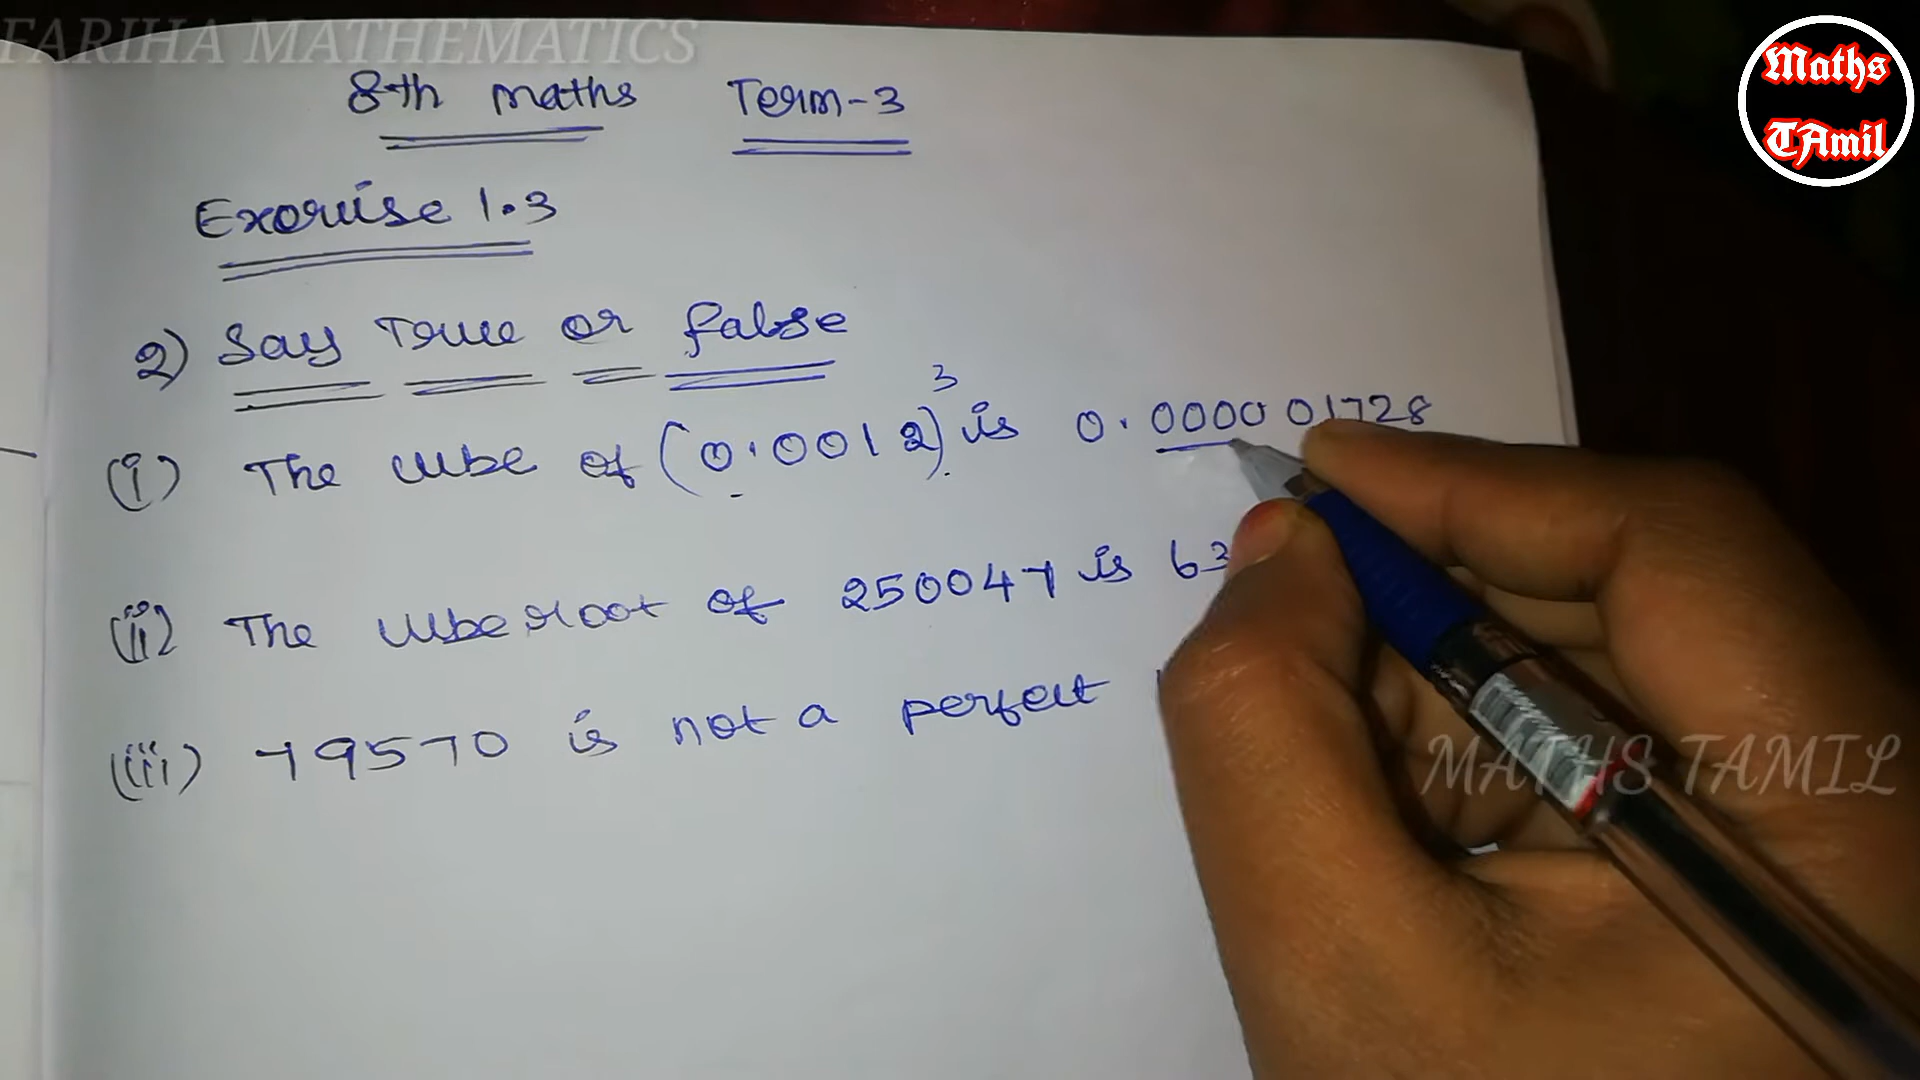 FARIHA MATHEMATICS
Maths
TAmil
8th maths Term-3
Exercise 1.3
2) Say True or false
(i) The cube of (0.0012)³ is 0.000001728
(ii) The cube root of 250047 is 63
(iii) 79570 is not a perfect
MATHS TAMIL